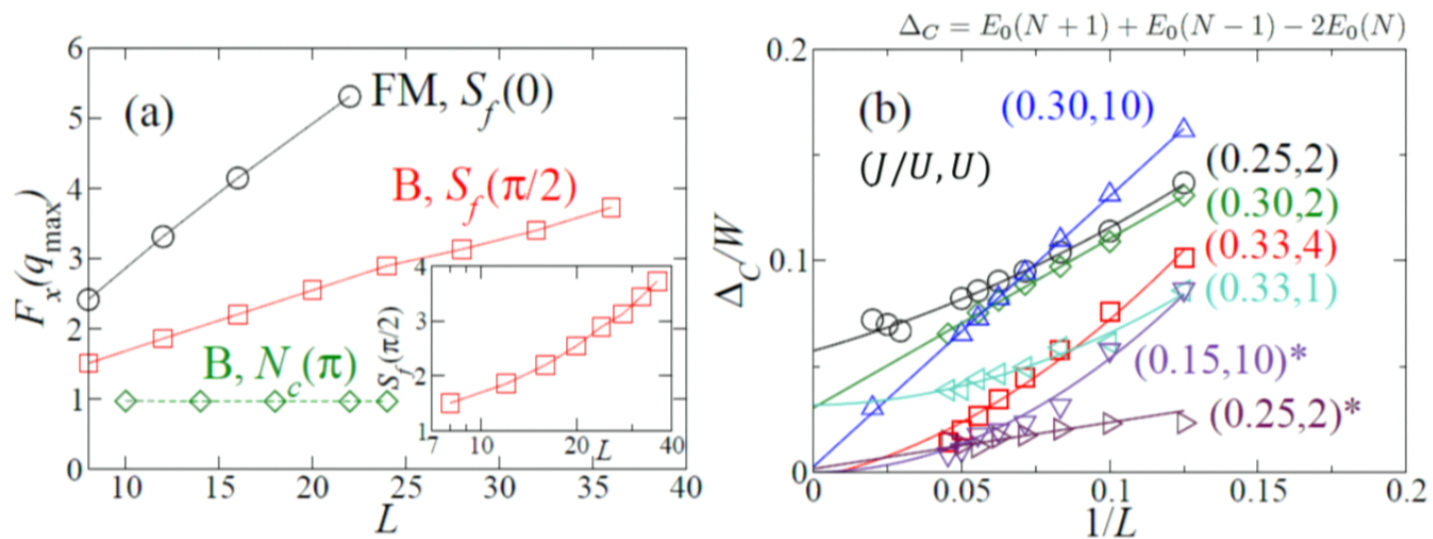 Δ_C = E_0(N + 1) + E_0(N − 1) − 2E_0(N)
(a)
FM, S_f(0)
B, S_f(π/2)
B, N_c(π)
F_x(q_max)
6
5
4
3
2
1
0
10 15 20 25 30 35 40
L
S_f(π/2)
4
3
2
1
7 10 20 40
L
(b)
(J/U, U)
(0.30,10)
(0.25,2)
(0.30,2)
(0.33,4)
(0.33,1)
(0.15,10)*
(0.25,2)*
Δ_C/W
0.2
0.1
0
0 0.05 0.1 0.15 0.2
1/L